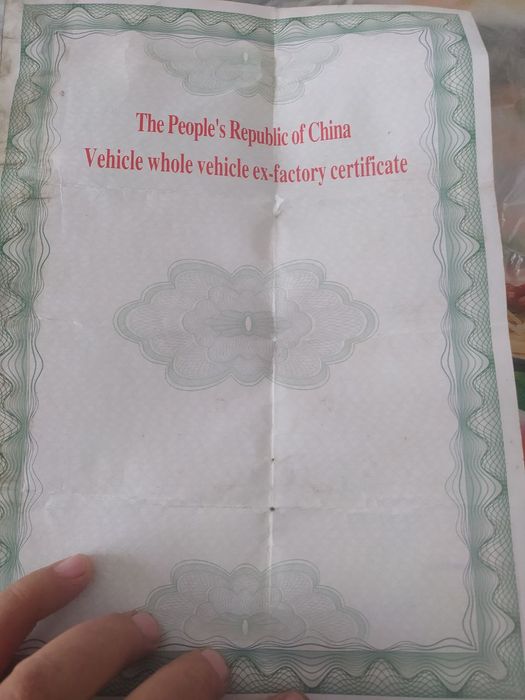 The People's Republic of China
Vehicle whole vehicle ex-factory certificate